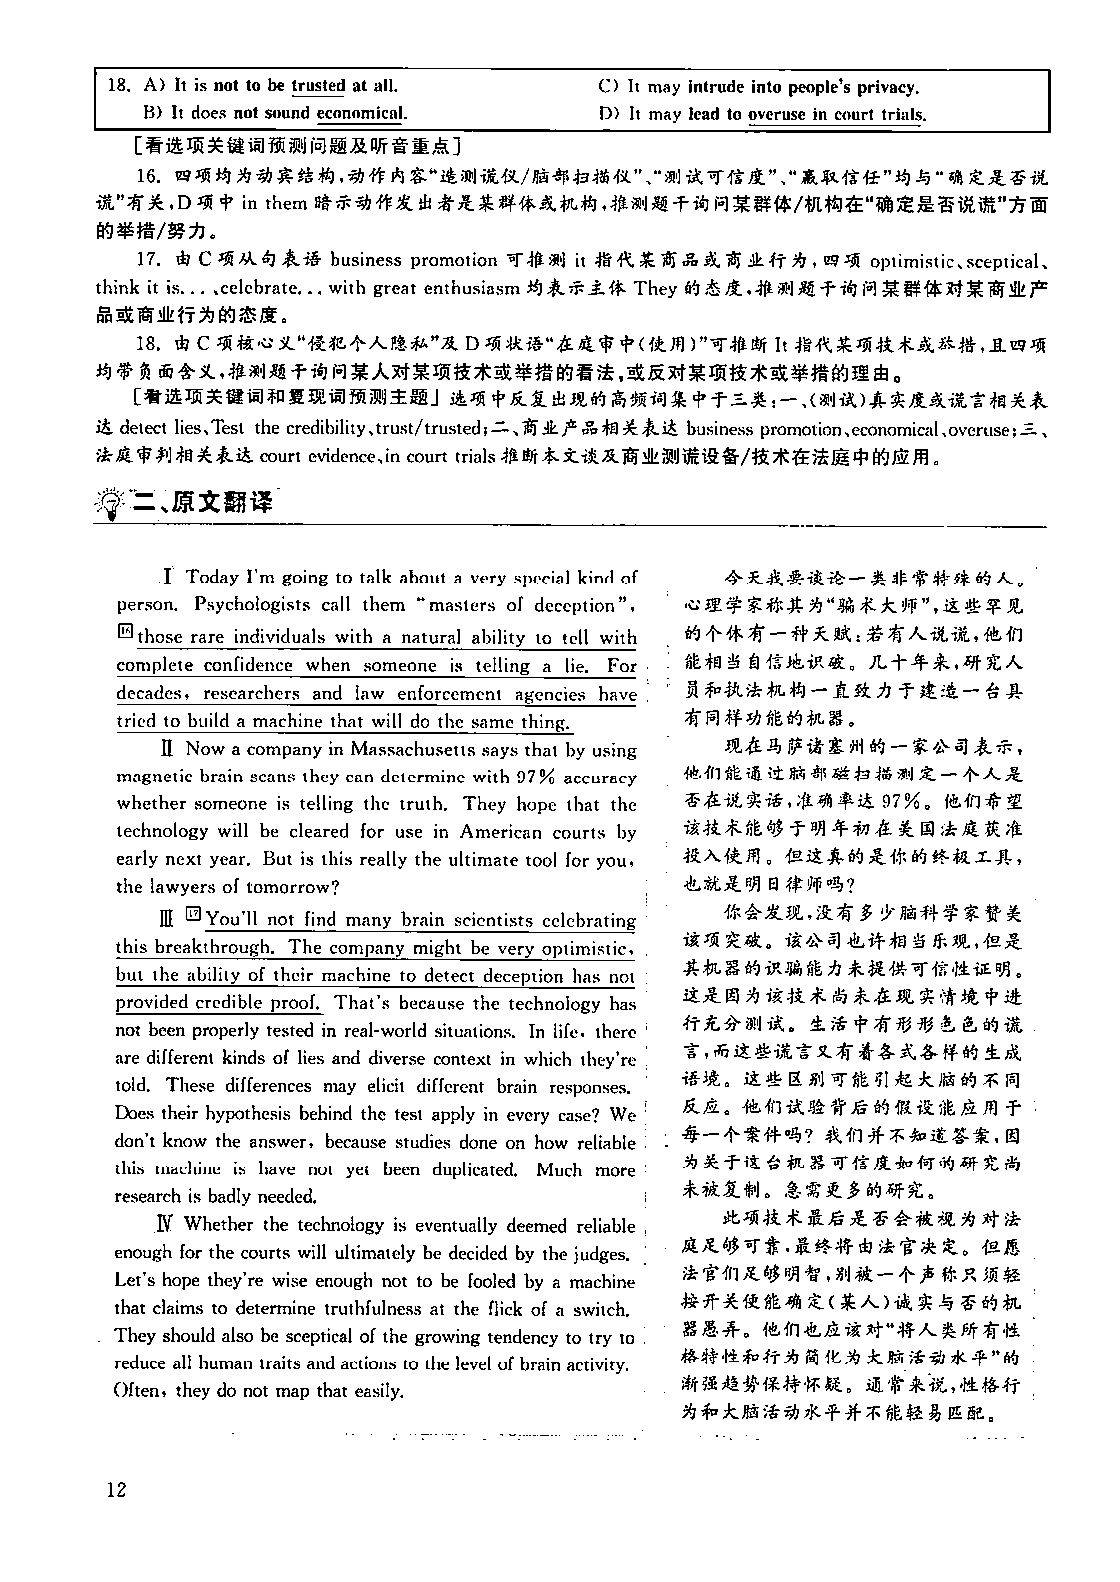 18. A) It is not to be trusted at all.
C) It may intrude into people's privacy.
B) It does not sound economical.
D) It may lead to overuse in court trials.
[看选项关键词预测问题及听音重点]
16. 四项均为动宾结构,动作内容“造测谎仪/脑部扫描仪”、“测试可信度”、“赢取信任”均与“确定是否说
谎”有关,D项中 in them 暗示动作发出者是某群体或机构,推测题干询问某群体/机构在“确定是否说谎”方面
的举措/努力。
17. 由C项从句表语 business promotion 可推测 it 指代某商品或商业行为,四项 optimistic、sceptical、
think it is...、celebrate... with great enthusiasm 均表示主体 They 的态度,推测题干询问某群体对某商业产
品或商业行为的态度。
18. 由C项核心义“侵犯个人隐私”及D项状语“在庭审中(使用)”可推断 It 指代某项技术或举措,且四项
均带负面含义,推测题干询问某人对某项技术或举措的看法,或反对某项技术或举措的理由。
[看选项关键词和复现词预测主题」选项中反复出现的高频词集中于三类:一、(测试)真实度或谎言相关表
达 detect lies、Test the credibility、trust/trusted;二、商业产品相关表达 business promotion、economical、overuse;三、
法庭审判相关表达 court evidence、in court trials 推断本文谈及商业测谎设备/技术在法庭中的应用。
二、原文翻译
Ⅰ Today I'm going to talk about a very special kind of
person. Psychologists call them “masters of deception”,
[16] those rare individuals with a natural ability to tell with
complete confidence when someone is telling a lie. For
decades, researchers and law enforcement agencies have
tried to build a machine that will do the same thing.
Ⅱ Now a company in Massachusetts says that by using
magnetic brain scans they can determine with 97% accuracy
whether someone is telling the truth. They hope that the
technology will be cleared for use in American courts by
early next year. But is this really the ultimate tool for you,
the lawyers of tomorrow?
Ⅲ [17] You'll not find many brain scientists celebrating
this breakthrough. The company might be very optimistic,
but the ability of their machine to detect deception has not
provided credible proof. That's because the technology has
not been properly tested in real-world situations. In life, there
are different kinds of lies and diverse context in which they're
told. These differences may elicit different brain responses.
Does their hypothesis behind the test apply in every case? We
don't know the answer, because studies done on how reliable
this machine is have not yet been duplicated. Much more
research is badly needed.
Ⅳ Whether the technology is eventually deemed reliable
enough for the courts will ultimately be decided by the judges.
Let's hope they're wise enough not to be fooled by a machine
that claims to determine truthfulness at the flick of a switch.
They should also be sceptical of the growing tendency to try to
reduce all human traits and actions to the level of brain activity.
Often, they do not map that easily.
今天我要谈论一类非常特殊的人。
心理学家称其为“骗术大师”,这些罕见
的个体有一种天赋:若有人说谎,他们
能相当自信地识破。几十年来,研究人
员和执法机构一直致力于建造一台具
有同样功能的机器。
现在马萨诸塞州的一家公司表示,
他们能通过脑部磁扫描测定一个人是
否在说实话,准确率达97%。他们希望
该技术能够于明年初在美国法庭获准
投入使用。但这真的是你的终极工具,
也就是明日律师吗?
你会发现,没有多少脑科学家赞美
该项突破。该公司也许相当乐观,但是
其机器的识骗能力未提供可信性证明。
这是因为该技术尚未在现实情境中进
行充分测试。生活中有形形色色的谎
言,而这些谎言又有着各式各样的生成
语境。这些区别可能引起大脑的不同
反应。他们试验背后的假设能应用于
每一个案件吗?我们并不知道答案,因
为关于这台机器可信度如何的研究尚
未被复制。急需更多的研究。
此项技术最后是否会被视为对法
庭足够可靠,最终将由法官决定。但愿
法官们足够明智,别被一个声称只须轻
按开关便能确定(某人)诚实与否的机
器愚弄。他们也应该对“将人类所有性
格特性和行为简化为大脑活动水平”的
渐强趋势保持怀疑。通常来说,性格行
为和大脑活动水平并不能轻易匹配。
12